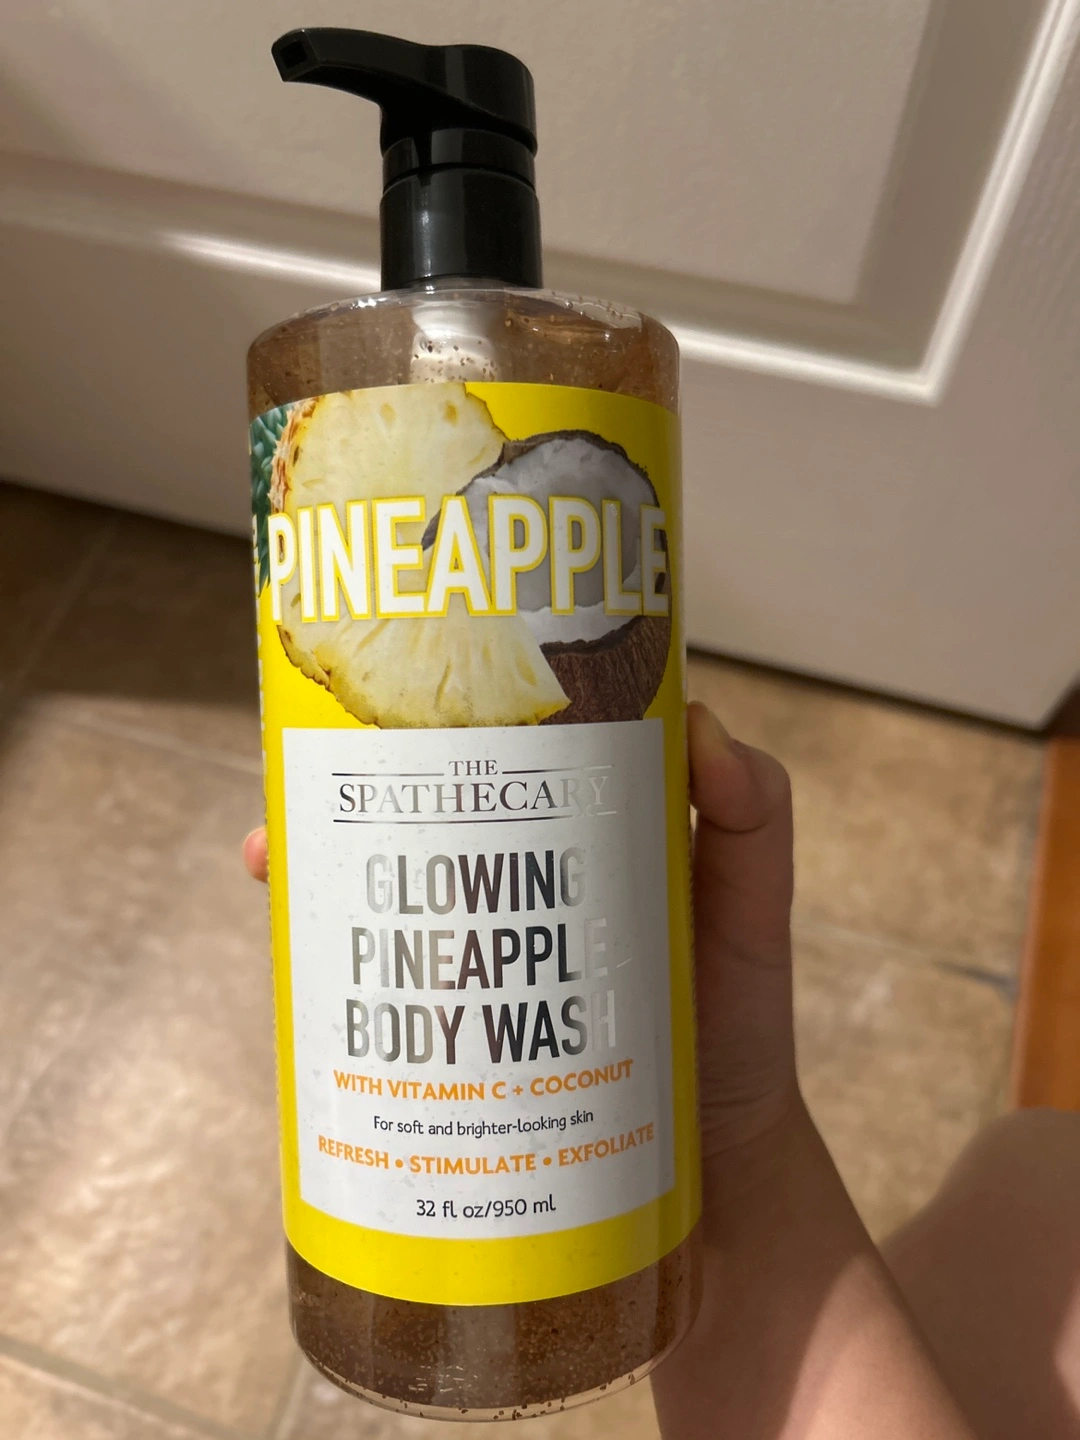 PINEAPPLE
THE
SPATHECARY
GLOWING
PINEAPPLE
BODY WASH
WITH VITAMIN C + COCONUT
For soft and brighter-looking skin
REFRESH • STIMULATE • EXFOLIATE
32 fl oz/950 ml